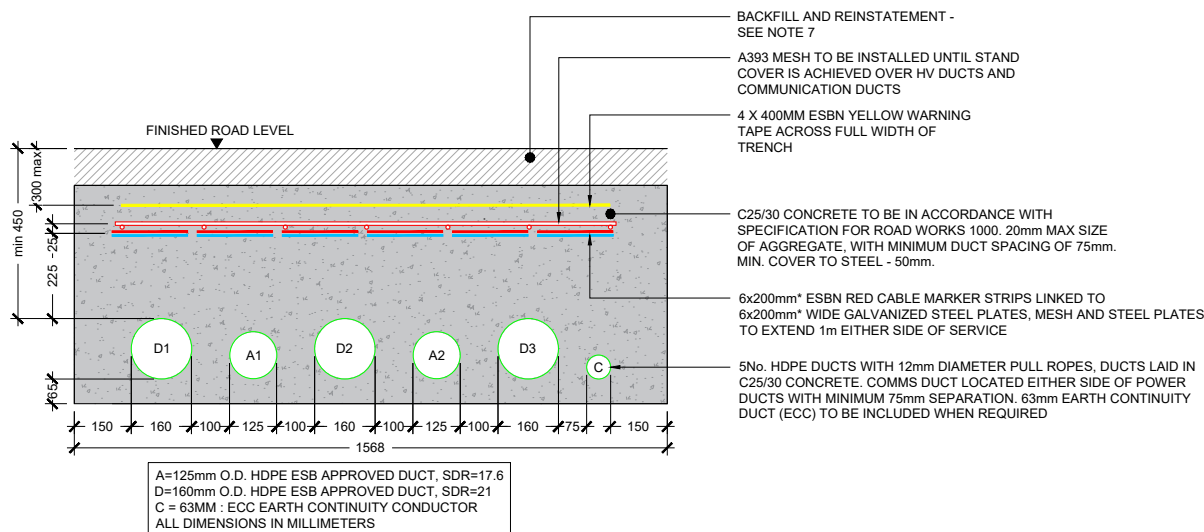 BACKFILL AND REINSTATEMENT -
SEE NOTE 7
A393 MESH TO BE INSTALLED UNTIL STAND
COVER IS ACHIEVED OVER HV DUCTS AND
COMMUNICATION DUCTS
4 X 400MM ESBN YELLOW WARNING
TAPE ACROSS FULL WIDTH OF
TRENCH
FINISHED ROAD LEVEL
300 max
min 450
25
225
65
C25/30 CONCRETE TO BE IN ACCORDANCE WITH
SPECIFICATION FOR ROAD WORKS 1000. 20mm MAX SIZE
OF AGGREGATE, WITH MINIMUM DUCT SPACING OF 75mm.
MIN. COVER TO STEEL - 50mm.
6x200mm* ESBN RED CABLE MARKER STRIPS LINKED TO
6x200mm* WIDE GALVANIZED STEEL PLATES, MESH AND STEEL PLATES
TO EXTEND 1m EITHER SIDE OF SERVICE
D1 A1 D2 A2 D3 C
5No. HDPE DUCTS WITH 12mm DIAMETER PULL ROPES, DUCTS LAID IN
C25/30 CONCRETE. COMMS DUCT LOCATED EITHER SIDE OF POWER
DUCTS WITH MINIMUM 75mm SEPARATION. 63mm EARTH CONTINUITY
DUCT (ECC) TO BE INCLUDED WHEN REQUIRED
150 160 100 125 100 160 100 125 100 160 75 150
1568
A=125mm O.D. HDPE ESB APPROVED DUCT, SDR=17.6
D=160mm O.D. HDPE ESB APPROVED DUCT, SDR=21
C = 63MM : ECC EARTH CONTINUITY CONDUCTOR
ALL DIMENSIONS IN MILLIMETERS